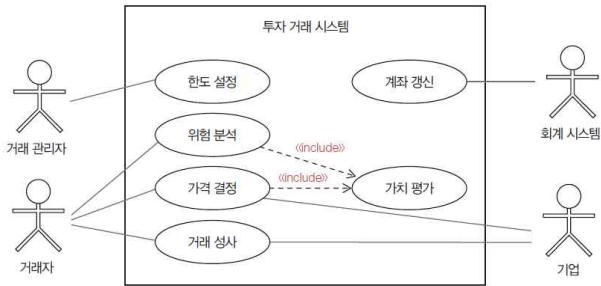 투자 거래 시스템
한도 설정
계좌 갱신
거래 관리자
회계 시스템
위험 분석
«include»
«include»
가격 결정
가치 평가
거래 성사
거래자
기업